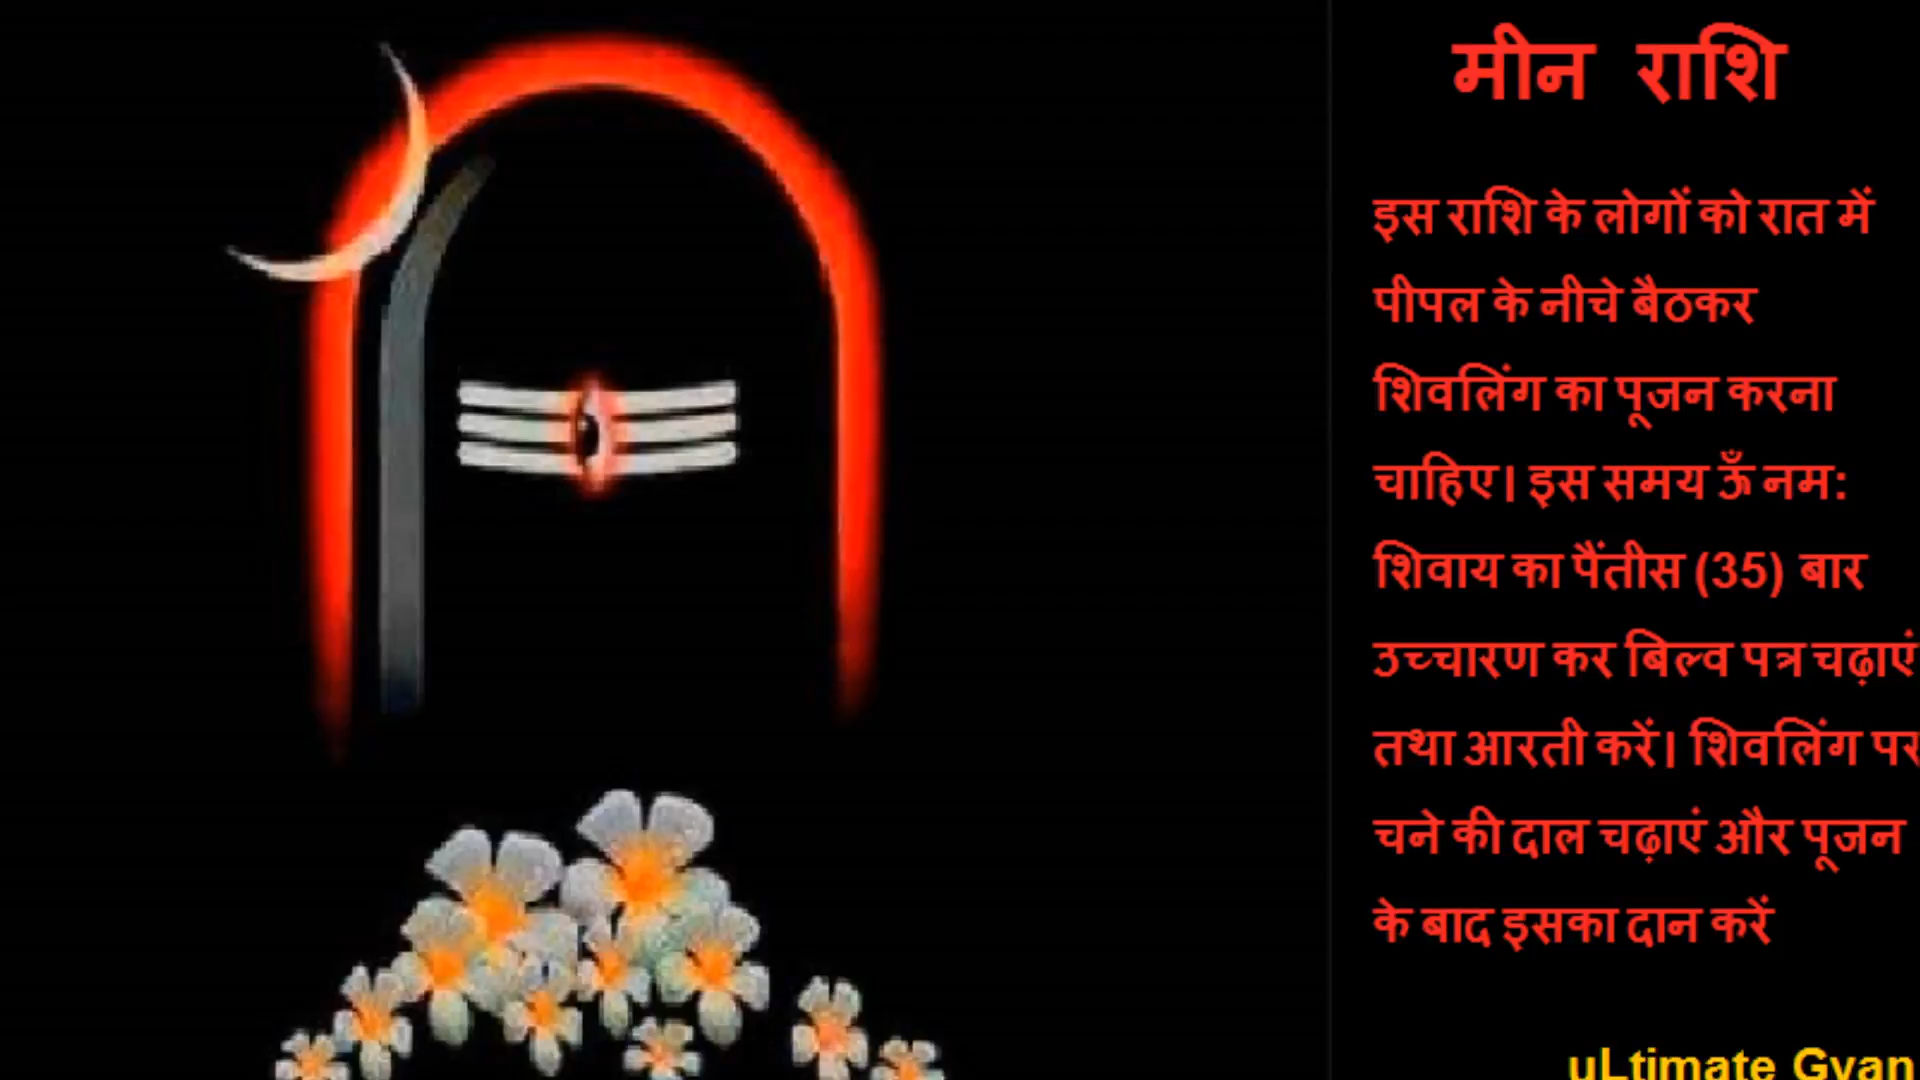 मीन राशि
इस राशि के लोगों को रात में
पीपल के नीचे बैठकर
शिवलिंग का पूजन करना
चाहिए। इस समय ऊँ नम:
शिवाय का पैंतीस (35) बार
उच्चारण कर बिल्व पत्र चढ़ाएं
तथा आरती करें। शिवलिंग पर
चने की दाल चढ़ाएं और पूजन
के बाद इसका दान करें
uLtimate Gyan